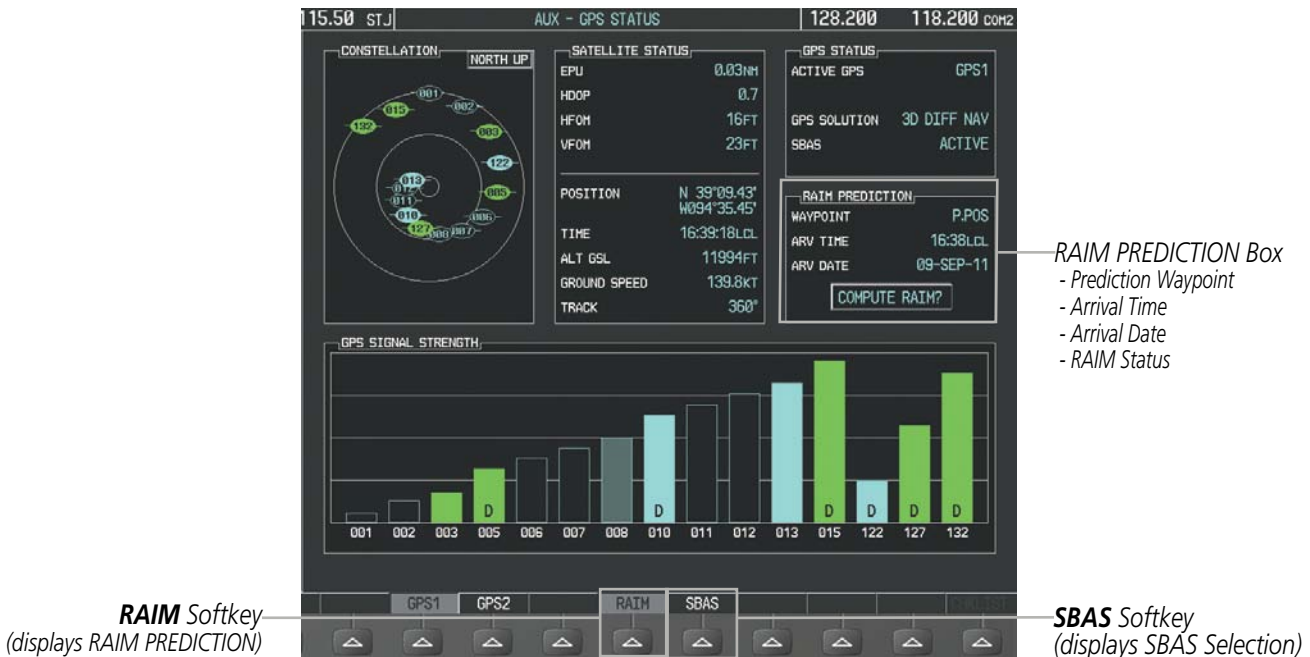 115.50 STJ AUX - GPS STATUS 128.200 118.200 COM2
CONSTELLATION
NORTH UP
001
002
015
132
003
122
013
012
011
005
010
006
127
008
007
SATELLITE STATUS
EPU 0.03NM
HDOP 0.7
HFOM 16FT
VFOM 23FT
POSITION N 39°09.43'
W094°35.45'
TIME 16:39:18LCL
ALT GSL 11994FT
GROUND SPEED 139.8KT
TRACK 360°
GPS STATUS
ACTIVE GPS GPS1
GPS SOLUTION 3D DIFF NAV
SBAS ACTIVE
RAIM PREDICTION
WAYPOINT P.POS
ARV TIME 16:38LCL
ARV DATE 09-SEP-11
COMPUTE RAIM?
RAIM PREDICTION Box
- Prediction Waypoint
- Arrival Time
- Arrival Date
- RAIM Status
GPS SIGNAL STRENGTH
D D D D D D
001 002 003 005 006 007 008 010 011 012 013 015 122 127 132
GPS1 GPS2 RAIM SBAS CHKLIST
RAIM Softkey
(displays RAIM PREDICTION)
SBAS Softkey
(displays SBAS Selection)